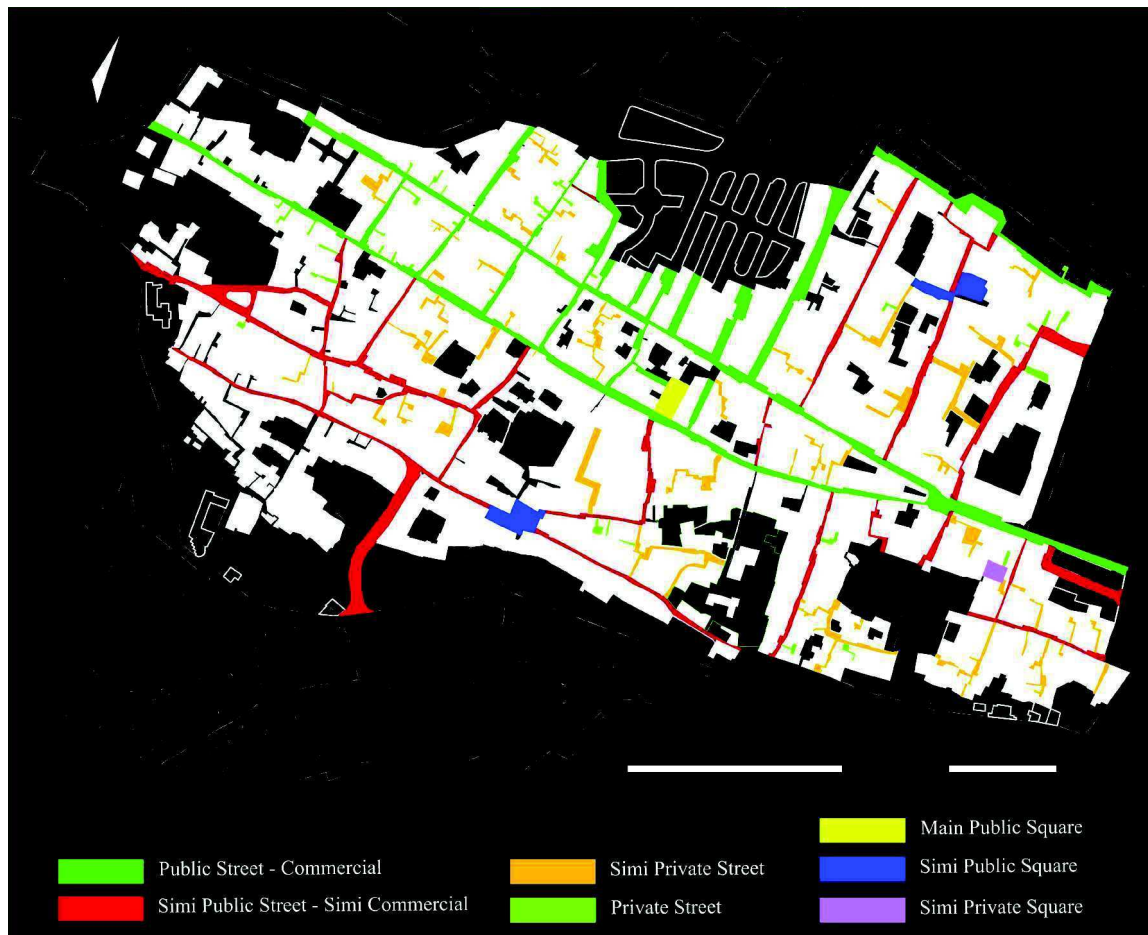 Main Public Square
Public Street - Commercial
Simi Private Street
Simi Public Square
Simi Public Street - Simi Commercial
Private Street
Simi Private Square